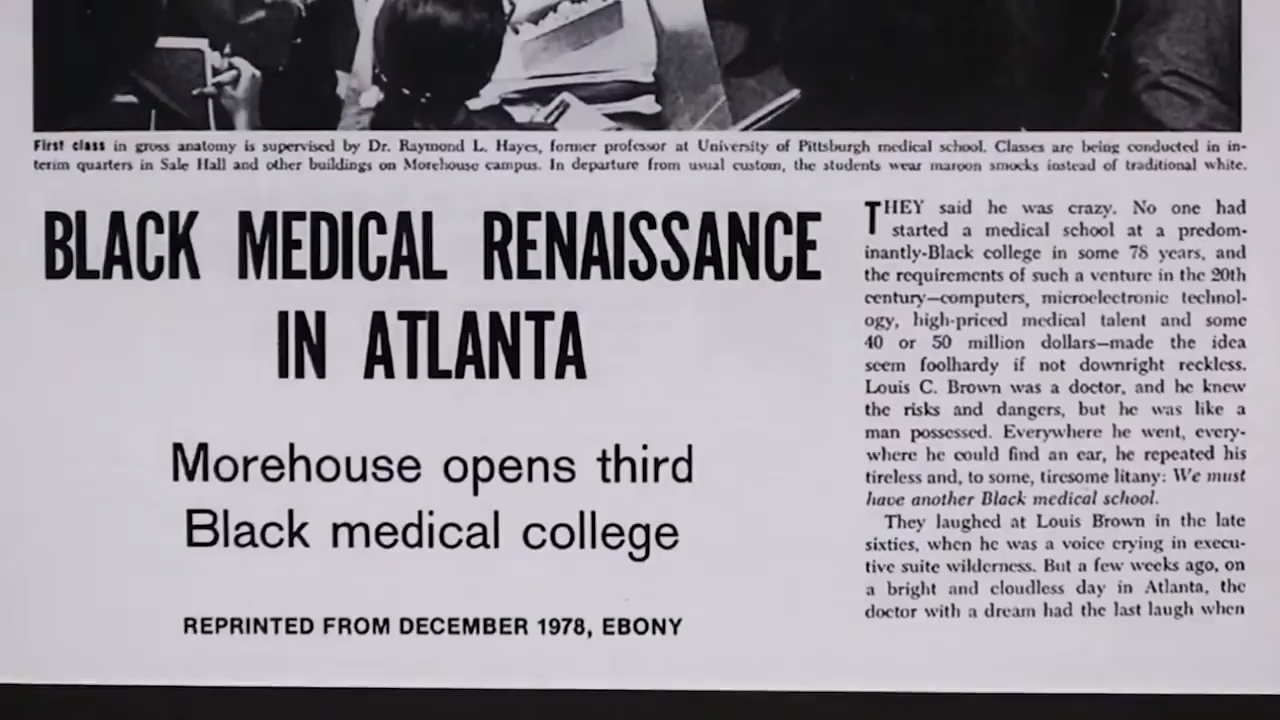 First class in gross anatomy is supervised by Dr. Raymond L. Hayes, former professor at University of Pittsburgh medical school. Classes are being conducted in in-
terim quarters in Sale Hall and other buildings on Morehouse campus. In departure from usual custom, the students wear maroon smocks instead of traditional white.
BLACK MEDICAL RENAISSANCE
IN ATLANTA
Morehouse opens third
Black medical college
REPRINTED FROM DECEMBER 1978, EBONY
THEY said he was crazy. No one had
started a medical school at a predom-
inantly-Black college in some 78 years, and
the requirements of such a venture in the 20th
century—computers, microelectronic technol-
ogy, high-priced medical talent and some
40 or 50 million dollars—made the idea
seem foolhardy if not downright reckless.
Louis C. Brown was a doctor, and he knew
the risks and dangers, but he was like a
man possessed. Everywhere he went, every-
where he could find an ear, he repeated his
tireless and, to some, tiresome litany: We must
have another Black medical school.
They laughed at Louis Brown in the late
sixties, when he was a voice crying in execu-
tive suite wilderness. But a few weeks ago, on
a bright and cloudless day in Atlanta, the
doctor with a dream had the last laugh when